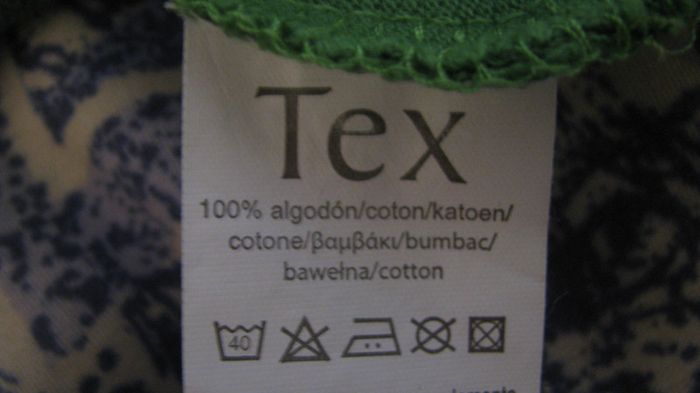 Tex
100% algodón/coton/katoen/
cotone/βαμβάκι/bumbac/
bawełna/cotton
40